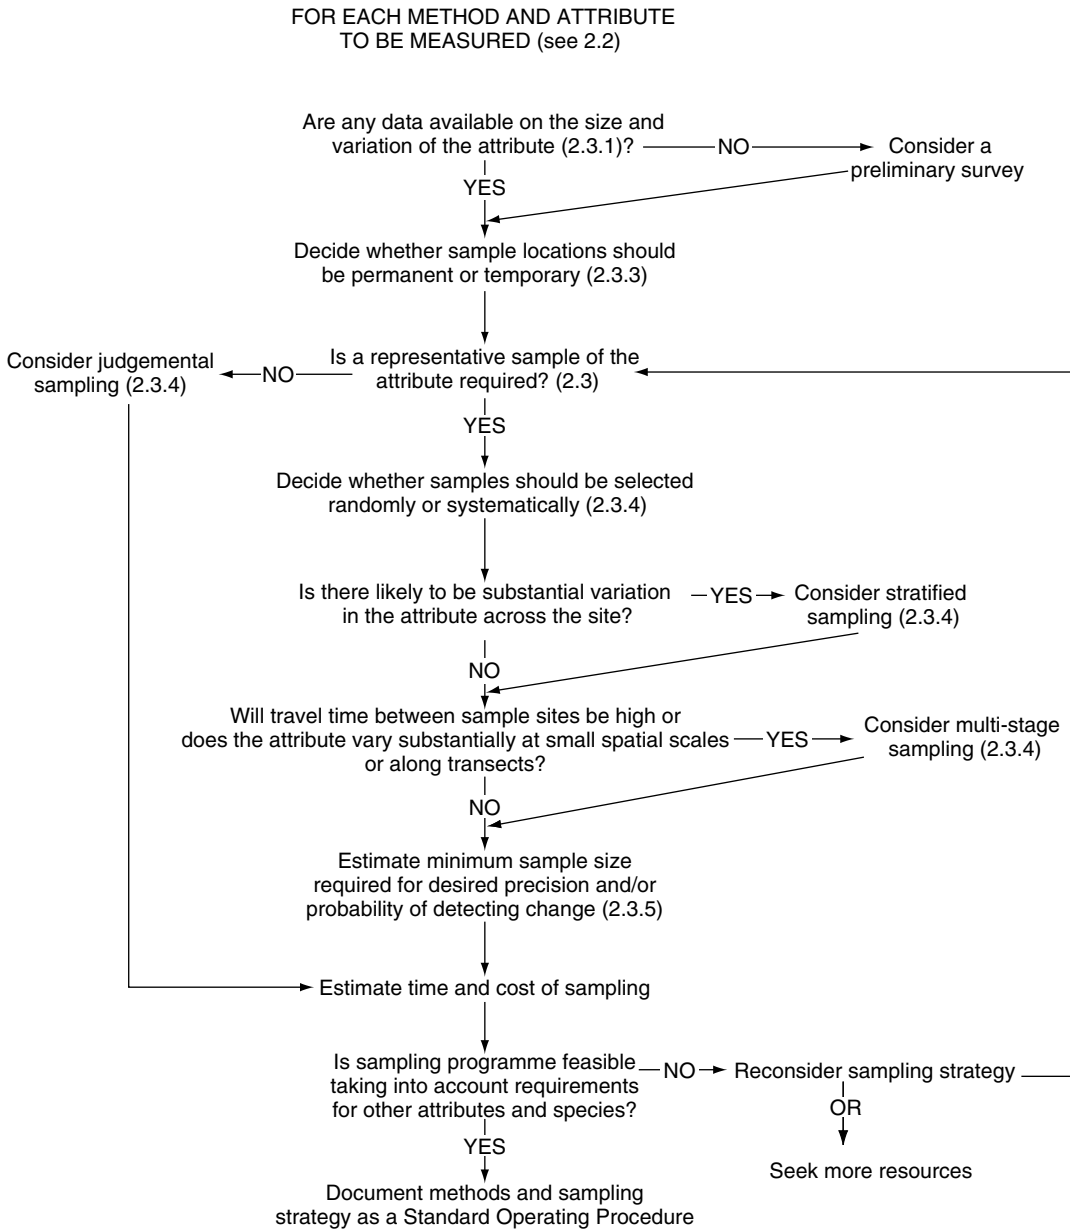 FOR EACH METHOD AND ATTRIBUTE
TO BE MEASURED (see 2.2)
Are any data available on the size and
variation of the attribute (2.3.1)?
NO
Consider a
preliminary survey
YES
Decide whether sample locations should
be permanent or temporary (2.3.3)
Is a representative sample of the
attribute required? (2.3)
NO
Consider judgemental
sampling (2.3.4)
YES
Decide whether samples should be selected
randomly or systematically (2.3.4)
Is there likely to be substantial variation
in the attribute across the site?
YES
Consider stratified
sampling (2.3.4)
NO
Will travel time between sample sites be high or
does the attribute vary substantially at small spatial scales
or along transects?
YES
Consider multi-stage
sampling (2.3.4)
NO
Estimate minimum sample size
required for desired precision and/or
probability of detecting change (2.3.5)
Estimate time and cost of sampling
Is sampling programme feasible
taking into account requirements
for other attributes and species?
NO
Reconsider sampling strategy
OR
Seek more resources
YES
Document methods and sampling
strategy as a Standard Operating Procedure